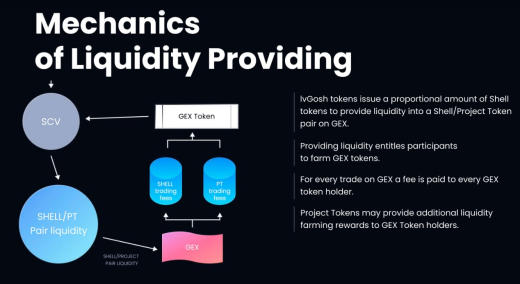 Mechanics
of Liquidity Providing
SCV
GEX Token
SHELL
trading
fees
PT
trading
fees
SHELL/PT
Pair liquidity
GEX
SHELL/PROJECT
PAIR LIQUIDITY
lvGosh tokens issue a proportional amount of Shell
tokens to provide liquidity into a Shell/Project Token
pair on GEX.
Providing liquidity entitles participants
to farm GEX tokens.
For every trade on GEX a fee is paid to every GEX
token holder.
Project Tokens may provide additional liquidity
farming rewards to GEX Token holders.